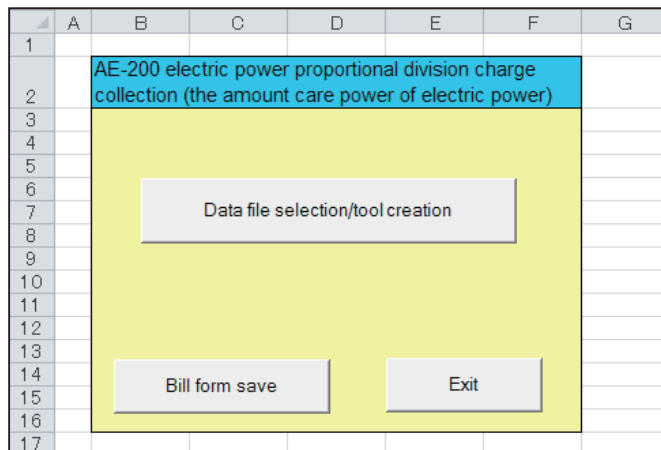 A B C D E F G
1
AE-200 electric power proportional division charge
2 collection (the amount care power of electric power)
3
4
5
6
7 Data file selection/tool creation
8
9
10
11
12
13
14
15 Bill form save Exit
16
17